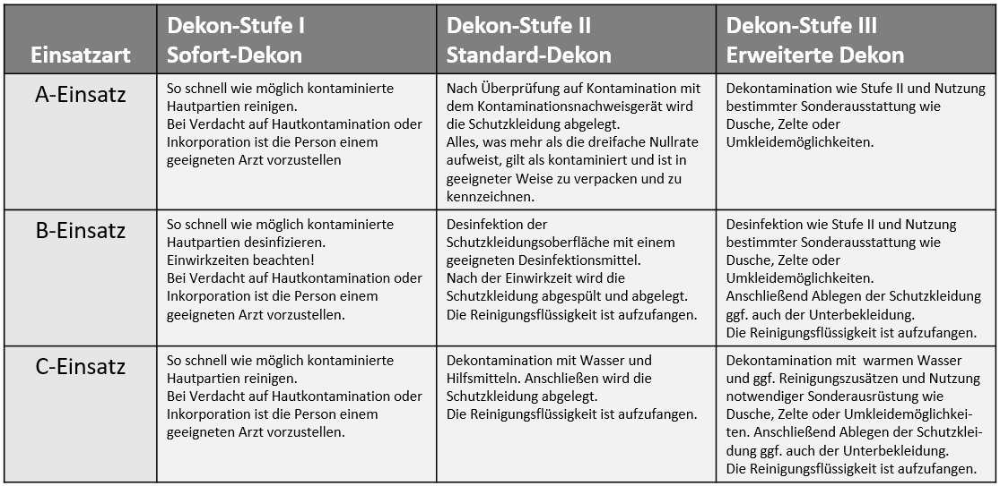 Einsatzart
Dekon-Stufe I
Sofort-Dekon
Dekon-Stufe II
Standard-Dekon
Dekon-Stufe III
Erweiterte Dekon
A-Einsatz
So schnell wie möglich kontaminierte
Hautpartien reinigen.
Bei Verdacht auf Hautkontamination oder
Inkorporation ist die Person einem
geeigneten Arzt vorzustellen
Nach Überprüfung auf Kontamination mit
dem Kontaminationsnachweisgerät wird
die Schutzkleidung abgelegt.
Alles, was mehr als die dreifache Nullrate
aufweist, gilt als kontaminiert und ist in
geeigneter Weise zu verpacken und zu
kennzeichnen.
Dekontamination wie Stufe II und Nutzung
bestimmter Sonderausstattung wie
Dusche, Zelte oder
Umkleidemöglichkeiten.
B-Einsatz
So schnell wie möglich kontaminierte
Hautpartien desinfizieren.
Einwirkzeiten beachten!
Bei Verdacht auf Hautkontamination oder
Inkorporation ist die Person einem
geeigneten Arzt vorzustellen.
Desinfektion der
Schutzkleidungsoberfläche mit einem
geeigneten Desinfektionsmittel.
Nach der Einwirkzeit wird die
Schutzkleidung abgespült und abgelegt.
Die Reinigungsflüssigkeit ist aufzufangen.
Desinfektion wie Stufe II und Nutzung
bestimmter Sonderausstattung wie
Dusche, Zelte oder
Umkleidemöglichkeiten.
Anschließend Ablegen der Schutzkleidung
ggf. auch der Unterbekleidung.
Die Reinigungsflüssigkeit ist aufzufangen.
C-Einsatz
So schnell wie möglich kontaminierte
Hautpartien reinigen.
Bei Verdacht auf Hautkontamination oder
Inkorporation ist die Person einem
geeigneten Arzt vorzustellen.
Dekontamination mit Wasser und
Hilfsmitteln. Anschließen wird die
Schutzkleidung abgelegt.
Die Reinigungsflüssigkeit ist aufzufangen.
Dekontamination mit  warmen Wasser
und ggf. Reinigungszusätzen und Nutzung
notwendiger Sonderausrüstung wie
Dusche, Zelte oder Umkleidemöglichkei-
ten. Anschließend Ablegen der Schutzklei-
dung ggf. auch der Unterbekleidung.
Die Reinigungsflüssigkeit ist aufzufangen.